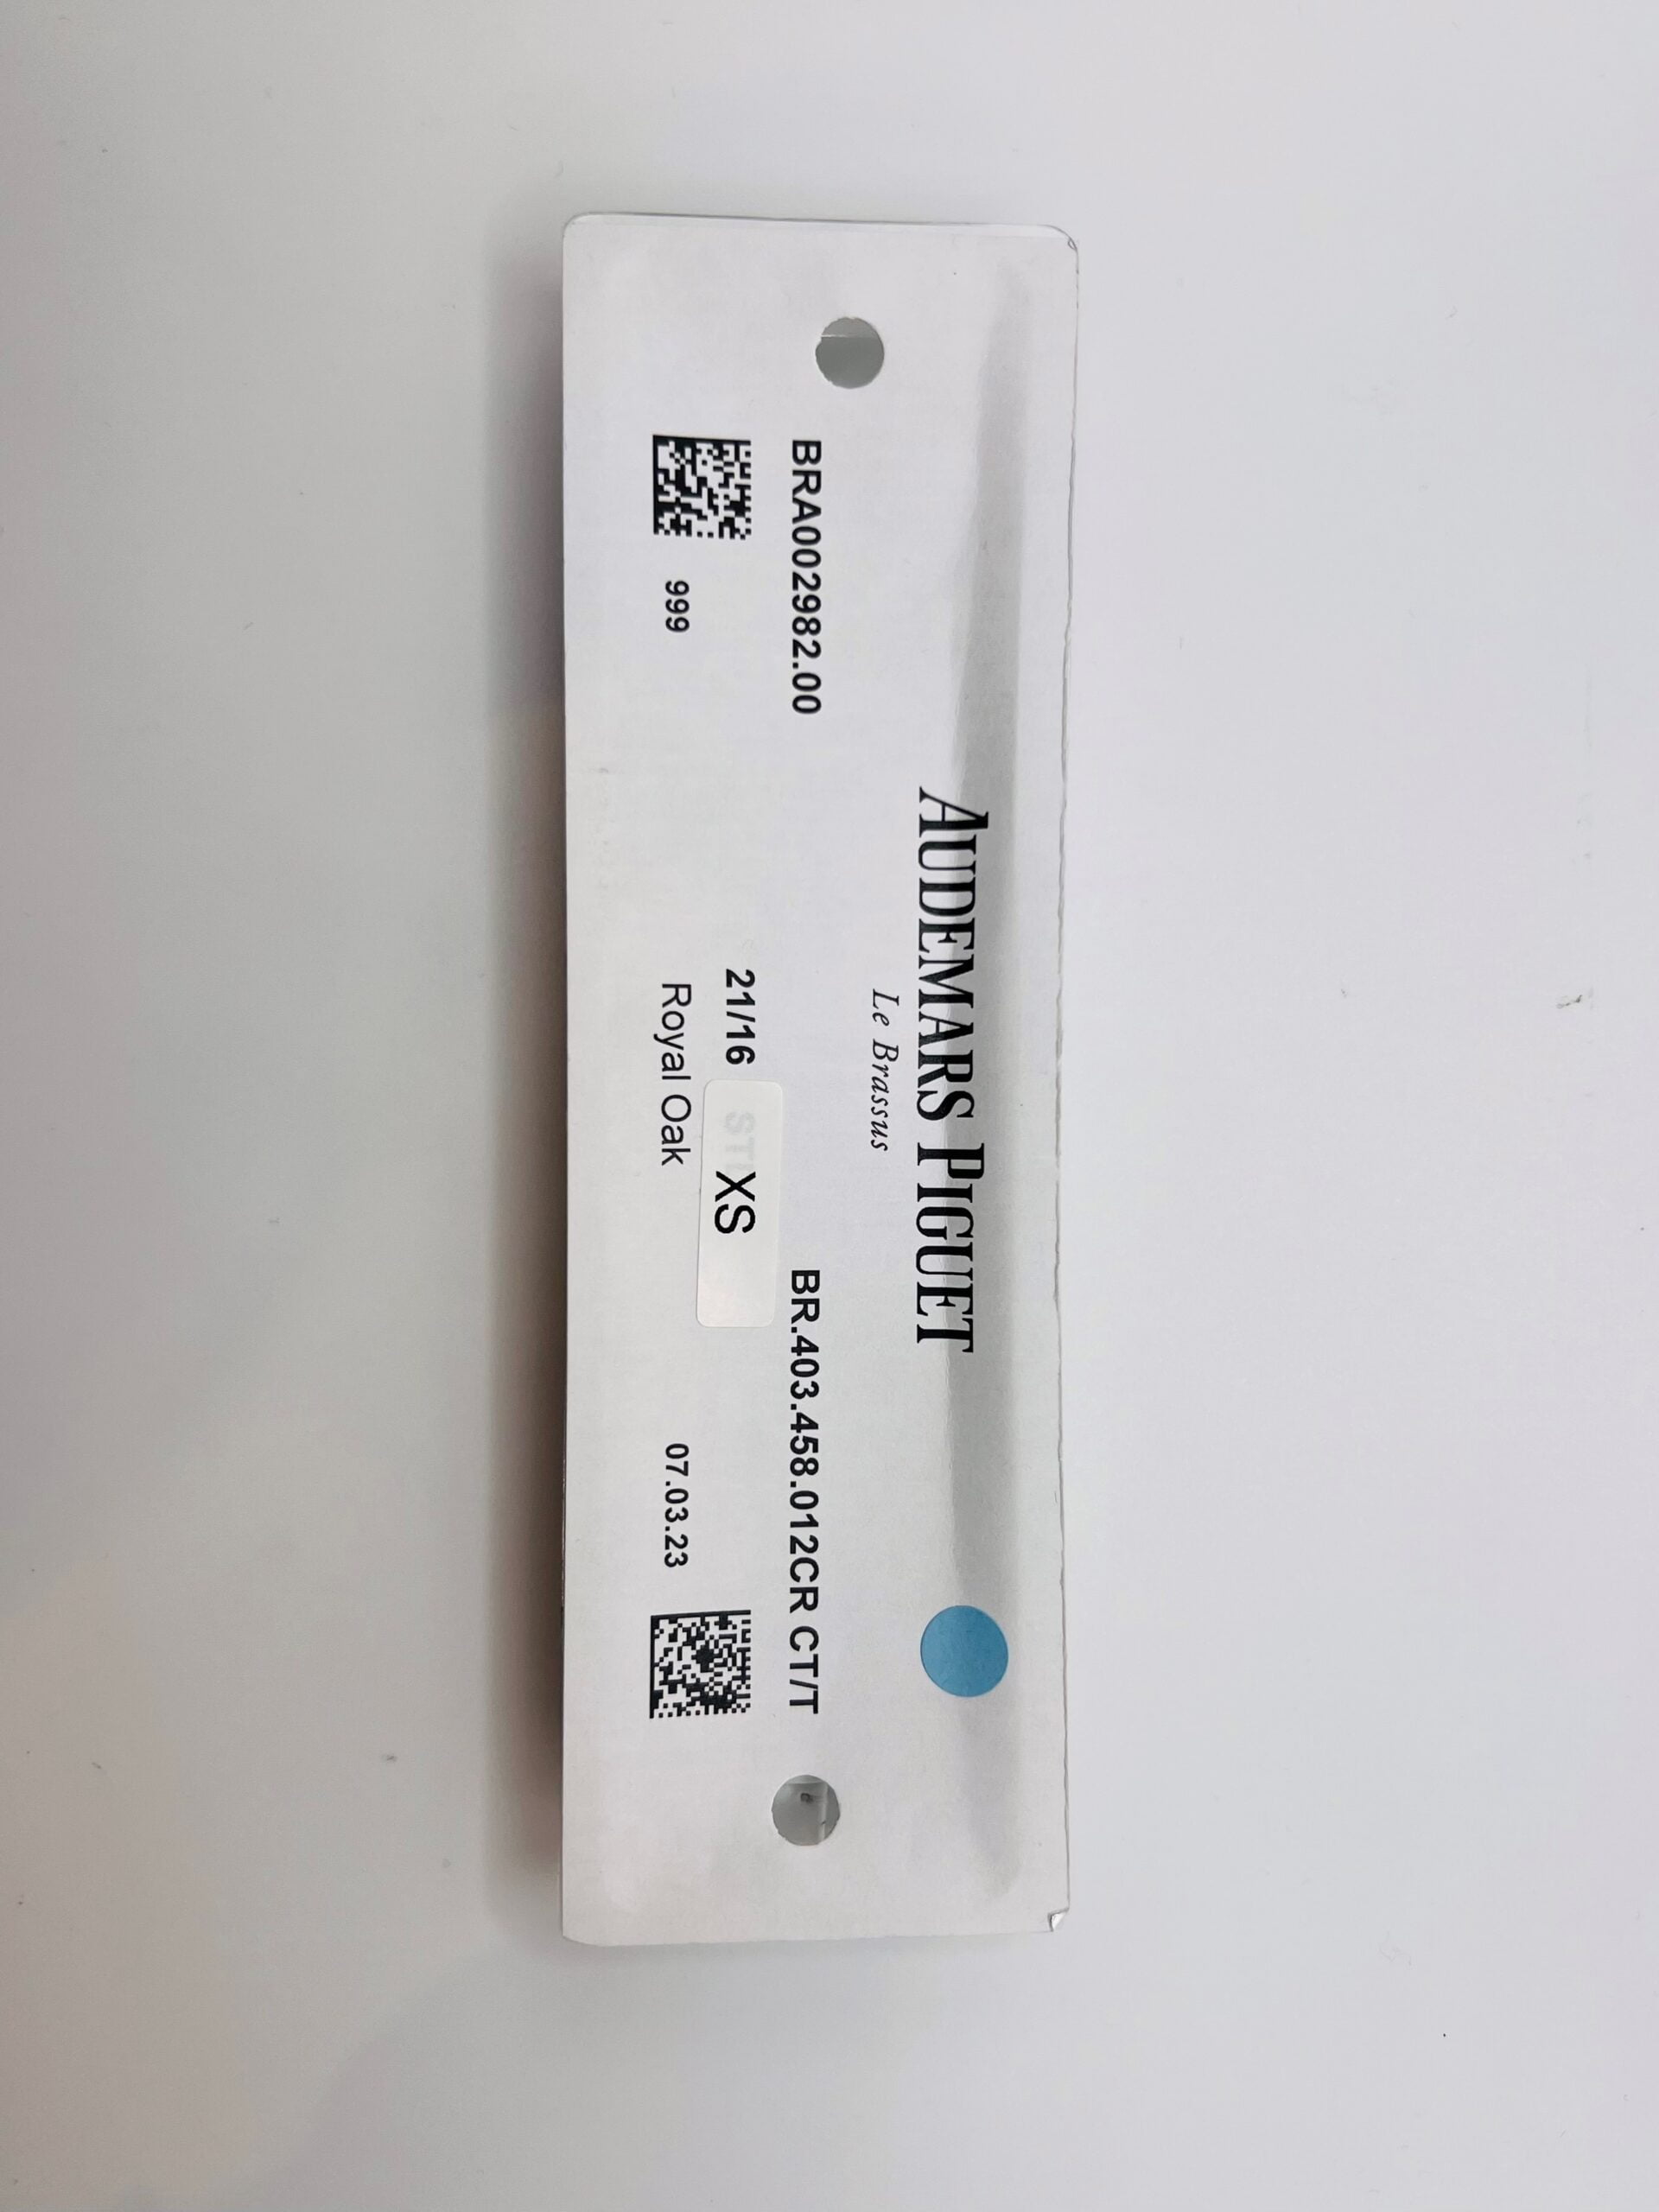 AUDEMARS PIGUET
Le Brassus
BRA002982.00 BR.403.458.012CR CT/T
21/16 XS
999 Royal Oak 07.03.23